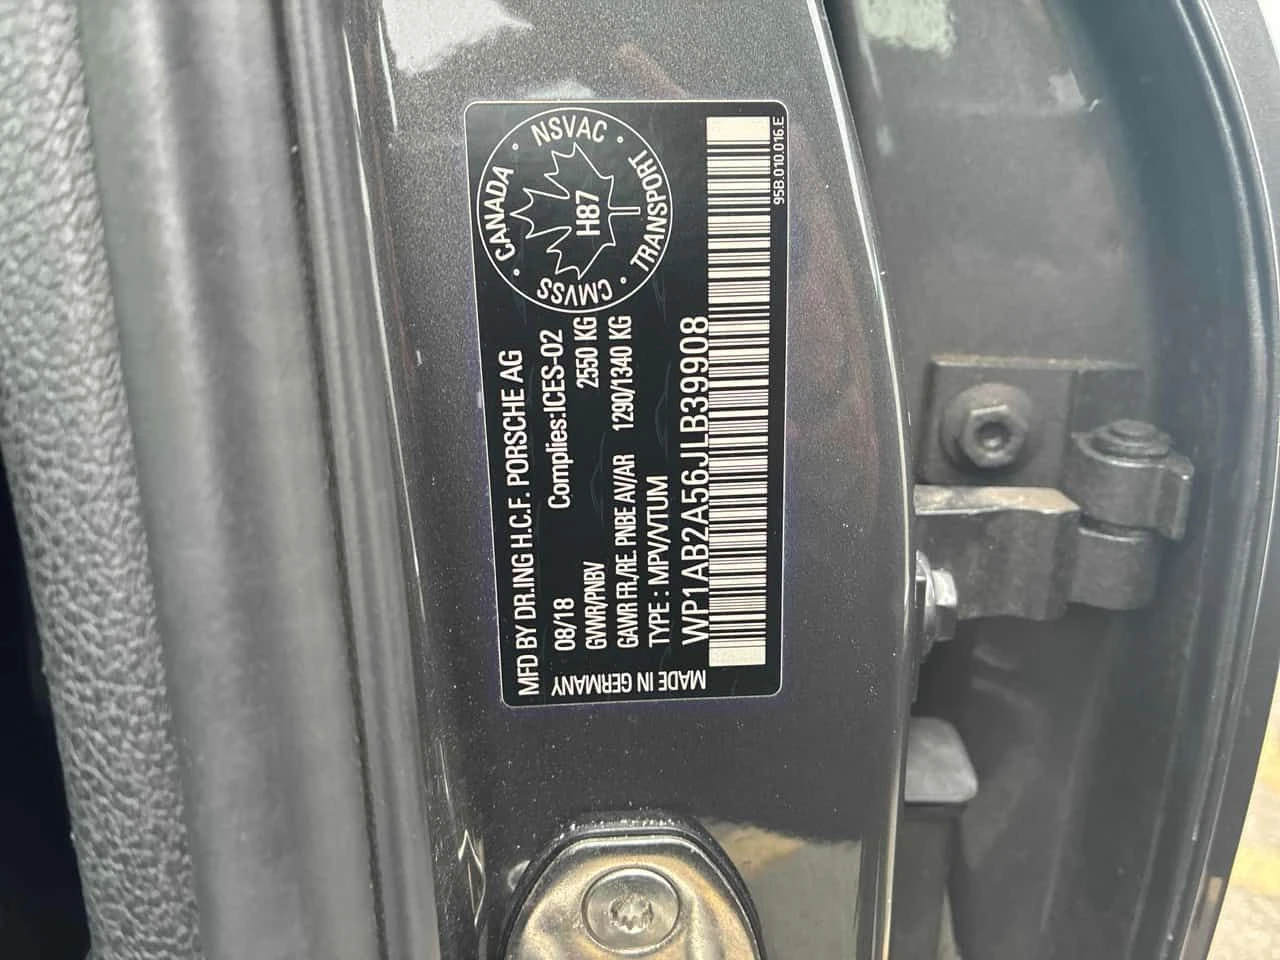 MFD BY DR.ING H.C.F. PORSCHE AG
08/18 Complies:ICES-02
GVWR/PNBV 2550 KG
GAWR FR./RE. PNBE AV/AR 1290/1340 KG
TYPE : MPV/VTUM
WP1AB2A56JLB39908
MADE IN GERMANY
CANADA · NSVAC · TRANSPORT · CMVSS ·
H87
95B.010.016.E